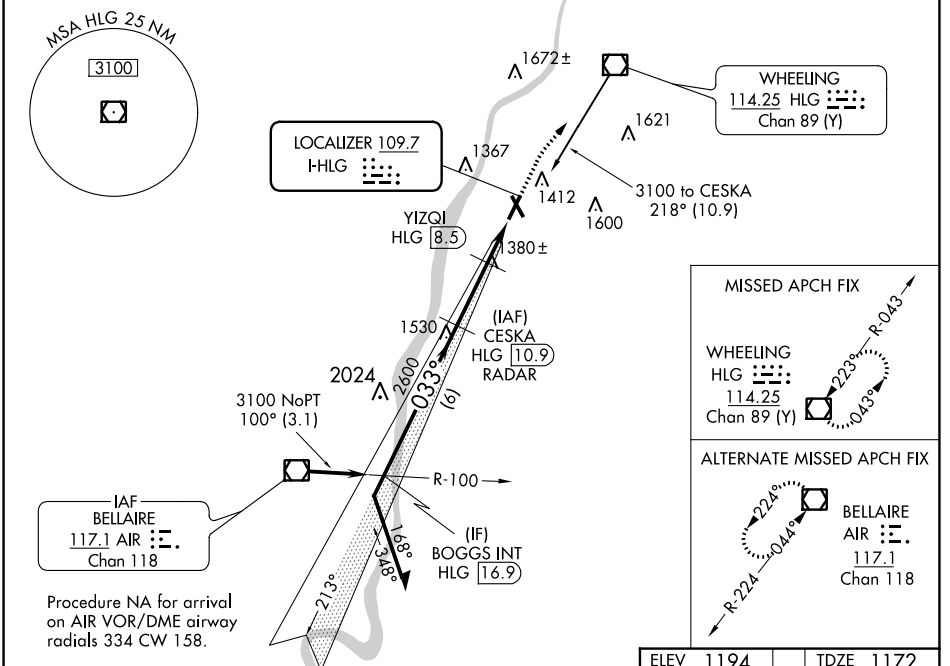 MSA HLG 25 NM
3100
1672±
WHEELING
114.25 HLG
Chan 89 (Y)
LOCALIZER 109.7
I-HLG
1367
1621
1412
1600
3100 to CESKA
218° (10.9)
YIZQI
HLG 8.5
1380±
1530
(IAF)
CESKA
HLG 10.9
RADAR
2024
2600
033°
(6)
3100 NoPT
100° (3.1)
R-100
IAF
BELLAIRE
117.1 AIR
Chan 118
(IF)
BOGGS INT
HLG 16.9
168°
348°
213°
Procedure NA for arrival
on AIR VOR/DME airway
radials 334 CW 158.
MISSED APCH FIX
R-043
WHEELING
HLG
114.25
Chan 89 (Y)
223°
043°
ALTERNATE MISSED APCH FIX
224°
044°
R-224
BELLAIRE
AIR
117.1
Chan 118
ELEV 1194
TDZE 1172